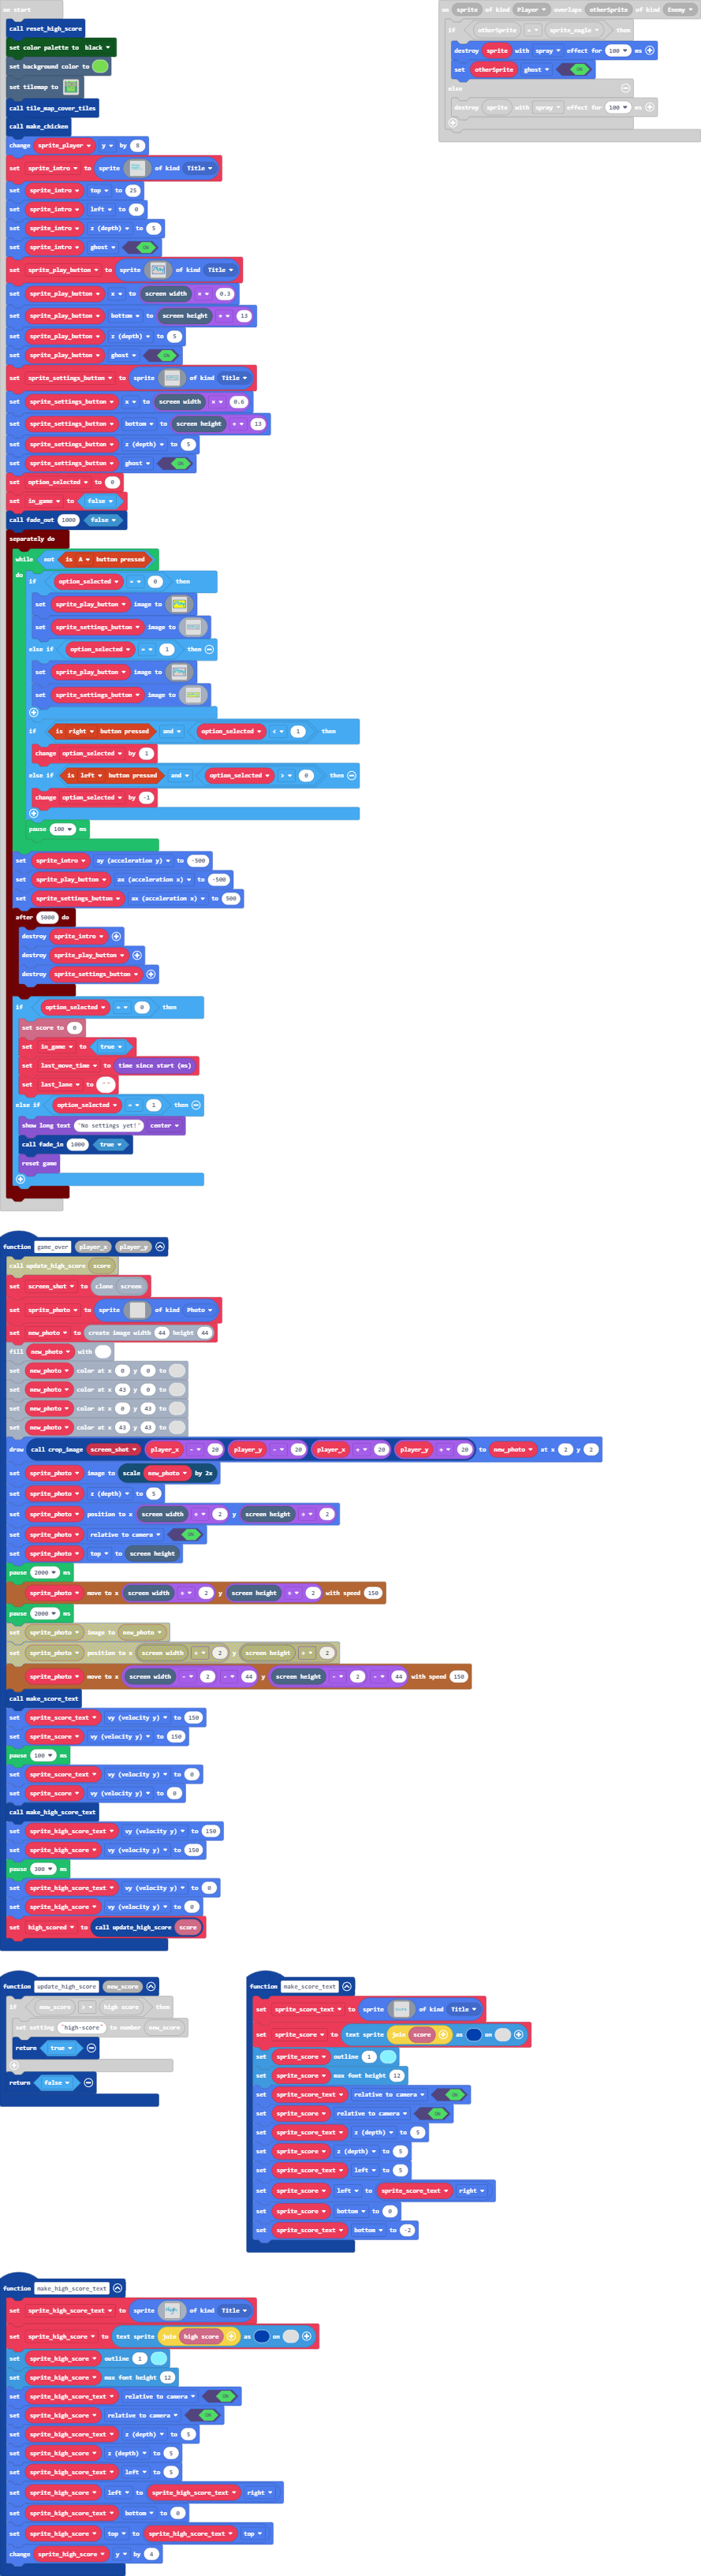 on start
call reset_high_score
set color palette to black
set background color to
set tilemap to
call tile_map_cover_tiles
call make_chicken
change sprite_player y by 8
set sprite_intro to sprite of kind Title
set sprite_intro top to 25
set sprite_intro left to 0
set sprite_intro z (depth) to 5
set sprite_intro ghost ON
set sprite_play_button to sprite of kind Title
set sprite_play_button x to screen width × 0.3
set sprite_play_button bottom to screen height + 13
set sprite_play_button z (depth) to 5
set sprite_play_button ghost ON
set sprite_settings_button to sprite of kind Title
set sprite_settings_button x to screen width × 0.6
set sprite_settings_button bottom to screen height + 13
set sprite_settings_button z (depth) to 5
set sprite_settings_button ghost ON
set option_selected to 0
set in_game to false
call fade_out 1000 false
separately do
while not is A button pressed
do if option_selected = 0 then
set sprite_play_button image to
set sprite_settings_button image to
else if option_selected = 1 then
set sprite_play_button image to
set sprite_settings_button image to
if is right button pressed and option_selected < 1 then
change option_selected by 1
else if is left button pressed and option_selected > 0 then
change option_selected by -1
pause 100 ms
set sprite_intro ay (acceleration y) to -500
set sprite_play_button ax (acceleration x) to -500
set sprite_settings_button ax (acceleration x) to 500
after 5000 do
destroy sprite_intro
destroy sprite_play_button
destroy sprite_settings_button
if option_selected = 0 then
set score to 0
set in_game to true
set last_move_time to time since start (ms)
set last_lane to " "
else if option_selected = 1 then
show long text "No settings yet!" center
call fade_in 1000 true
reset game
on sprite of kind Player overlaps otherSprite of kind Enemy
if otherSprite = sprite_eagle then
destroy sprite with spray effect for 100 ms
set otherSprite ghost ON
else
destroy sprite with spray effect for 100 ms
function game_over player_x player_y
call update_high_score score
set screen_shot to clone screen
set sprite_photo to sprite of kind Photo
set new_photo to create image width 44 height 44
fill new_photo with
set new_photo color at x 0 y 0 to
set new_photo color at x 43 y 0 to
set new_photo color at x 0 y 43 to
set new_photo color at x 43 y 43 to
draw call crop_image screen_shot player_x - 20 player_y - 20 player_x + 20 player_y + 20 to new_photo at x 2 y 2
set sprite_photo image to scale new_photo by 2x
set sprite_photo z (depth) to 5
set sprite_photo position to x screen width ÷ 2 y screen height ÷ 2
set sprite_photo relative to camera ON
set sprite_photo top to screen height
pause 2000 ms
sprite_photo move to x screen width ÷ 2 y screen height ÷ 2 with speed 150
pause 2000 ms
set sprite_photo image to new_photo
set sprite_photo position to x screen width ÷ 2 y screen height ÷ 2
sprite_photo move to x screen width - 2 - 44 y screen height - 2 - 44 with speed 150
call make_score_text
set sprite_score_text vy (velocity y) to 150
set sprite_score vy (velocity y) to 150
pause 100 ms
set sprite_score_text vy (velocity y) to 0
set sprite_score vy (velocity y) to 0
call make_high_score_text
set sprite_high_score_text vy (velocity y) to 150
set sprite_high_score vy (velocity y) to 150
pause 300 ms
set sprite_high_score_text vy (velocity y) to 0
set sprite_high_score vy (velocity y) to 0
set high_scored to call update_high_score score
function update_high_score new_score
if new_score > high score then
set setting "high-score" to number new_score
return true
return false
function make_score_text
set sprite_score_text to sprite of kind Title
set sprite_score to text sprite join score as on
set sprite_score outline 1
set sprite_score max font height 12
set sprite_score_text relative to camera ON
set sprite_score relative to camera ON
set sprite_score_text z (depth) to 5
set sprite_score z (depth) to 5
set sprite_score_text left to 5
set sprite_score left to sprite_score_text right
set sprite_score bottom to 0
set sprite_score_text bottom to -2
function make_high_score_text
set sprite_high_score_text to sprite of kind Title
set sprite_high_score to text sprite join high score as on
set sprite_high_score outline 1
set sprite_high_score max font height 12
set sprite_high_score_text relative to camera ON
set sprite_high_score relative to camera ON
set sprite_high_score_text z (depth) to 5
set sprite_high_score z (depth) to 5
set sprite_high_score_text left to 5
set sprite_high_score left to sprite_high_score_text right
set sprite_high_score_text bottom to 0
set sprite_high_score top to sprite_high_score_text top
change sprite_high_score y by 4